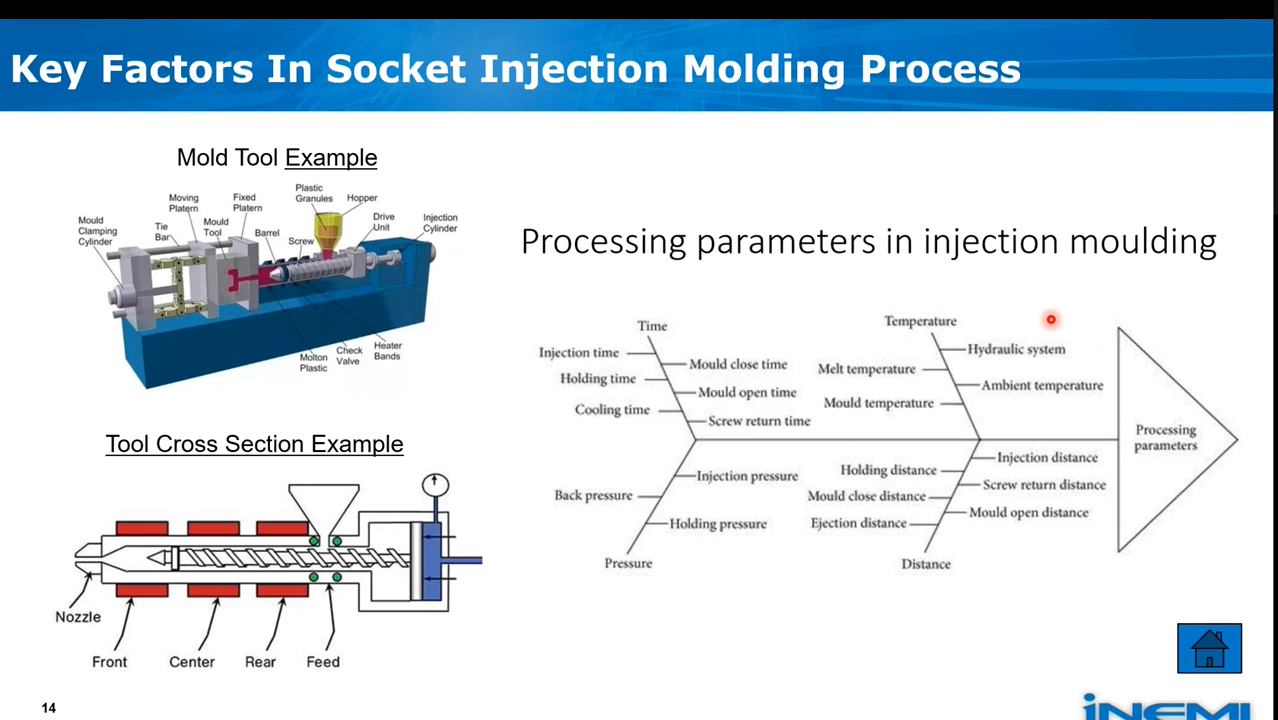 Key Factors In Socket Injection Molding Process
Mold Tool Example
Mould
Clamping
Cylinder
Tie
Bar
Moving
Platern
Mould
Tool
Fixed
Platern
Barrel
Screw
Plastic
Granules
Hopper
Drive
Unit
Injection
Cylinder
Molton
Plastic
Check
Valve
Heater
Bands
Tool Cross Section Example
Nozzle
Front
Center
Rear
Feed
Processing parameters in injection moulding
Time
Injection time
Holding time
Cooling time
Mould close time
Mould open time
Screw return time
Temperature
Melt temperature
Mould temperature
Hydraulic system
Ambient temperature
Back pressure
Injection pressure
Holding pressure
Pressure
Holding distance
Mould close distance
Ejection distance
Injection distance
Screw return distance
Mould open distance
Distance
Processing
parameters
14
iNEMI